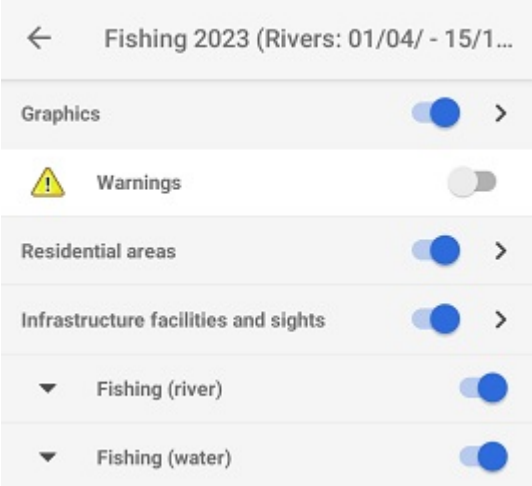 Fishing 2023 (Rivers: 01/04/ - 15/1...
Graphics
Warnings
Residential areas
Infrastructure facilities and sights
Fishing (river)
Fishing (water)